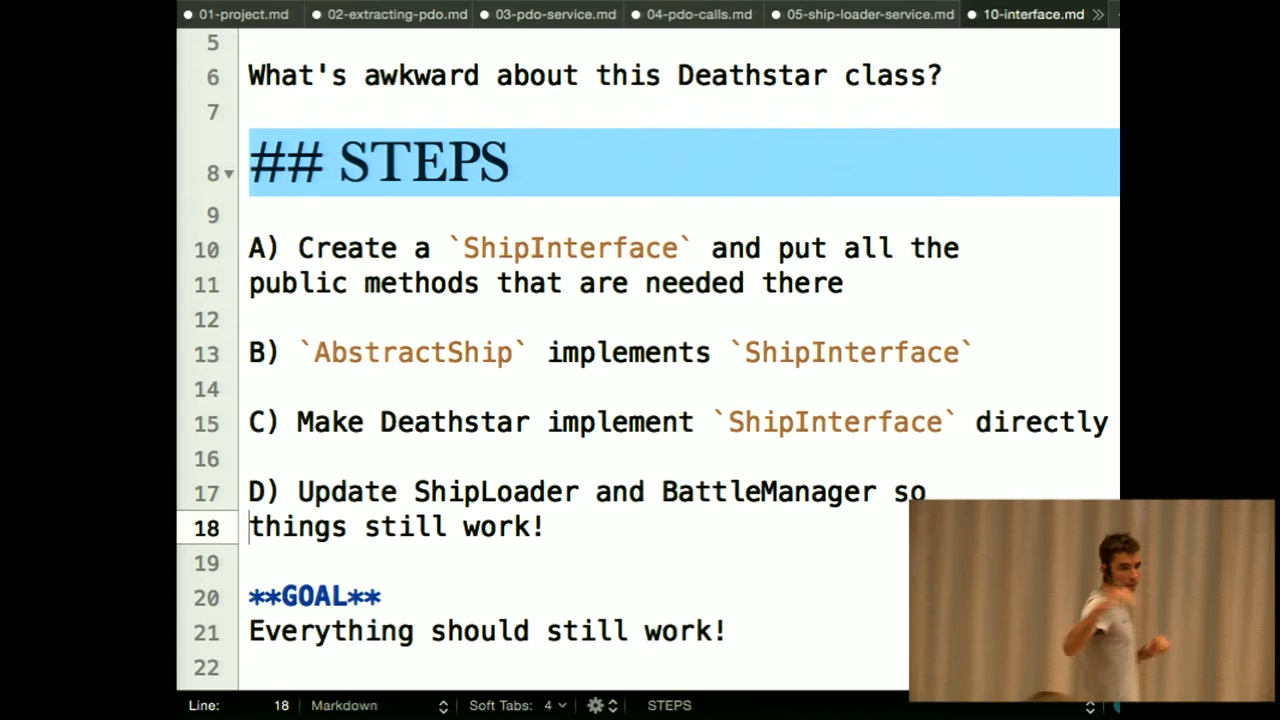 01-project.md 02-extracting-pdo.md 03-pdo-service.md 04-pdo-calls.md 05-ship-loader-service.md 10-interface.md
5
6 What's awkward about this Deathstar class?
7
8 ## STEPS
9
10 A) Create a `ShipInterface` and put all the
11 public methods that are needed there
12
13 B) `AbstractShip` implements `ShipInterface`
14
15 C) Make Deathstar implement `ShipInterface` directly
16
17 D) Update ShipLoader and BattleManager so
18 things still work!
19
20 **GOAL**
21 Everything should still work!
22
Line: 18 Markdown Soft Tabs: 4 STEPS